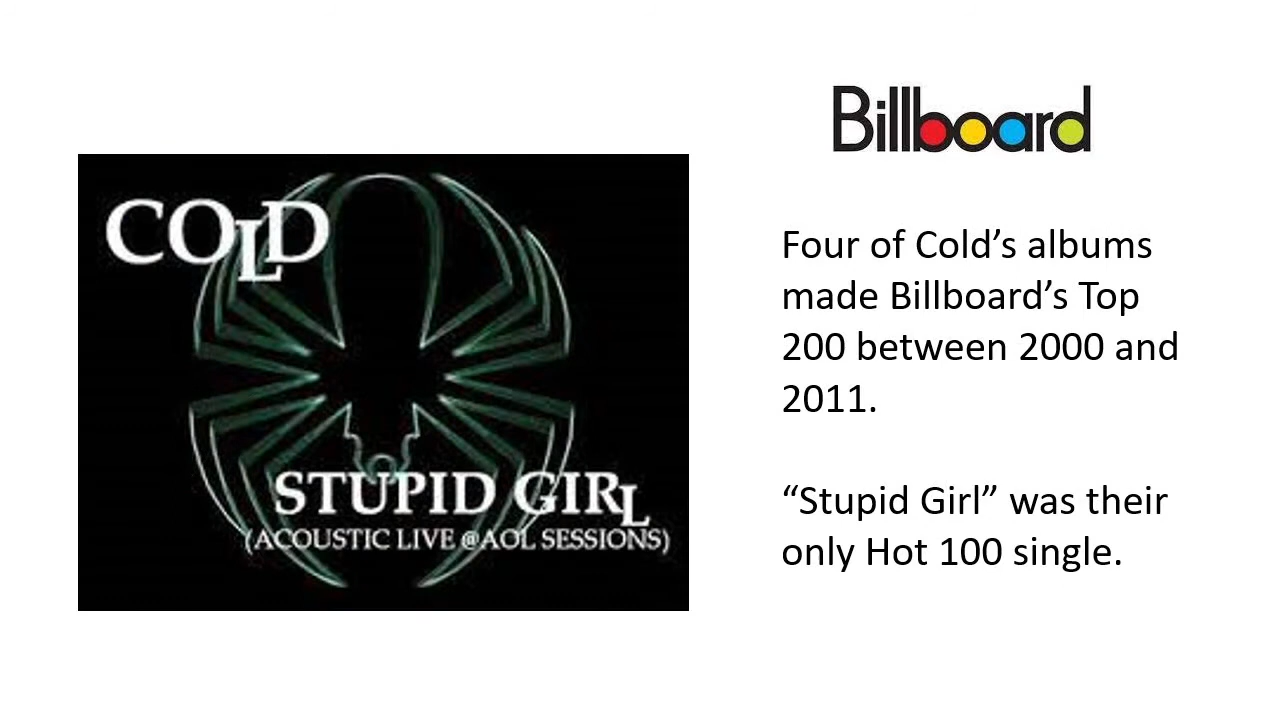 Billboard
COLD
STUPID GIRL
(ACOUSTIC LIVE @AOL SESSIONS)
Four of Cold’s albums
made Billboard’s Top
200 between 2000 and
2011.
“Stupid Girl” was their
only Hot 100 single.